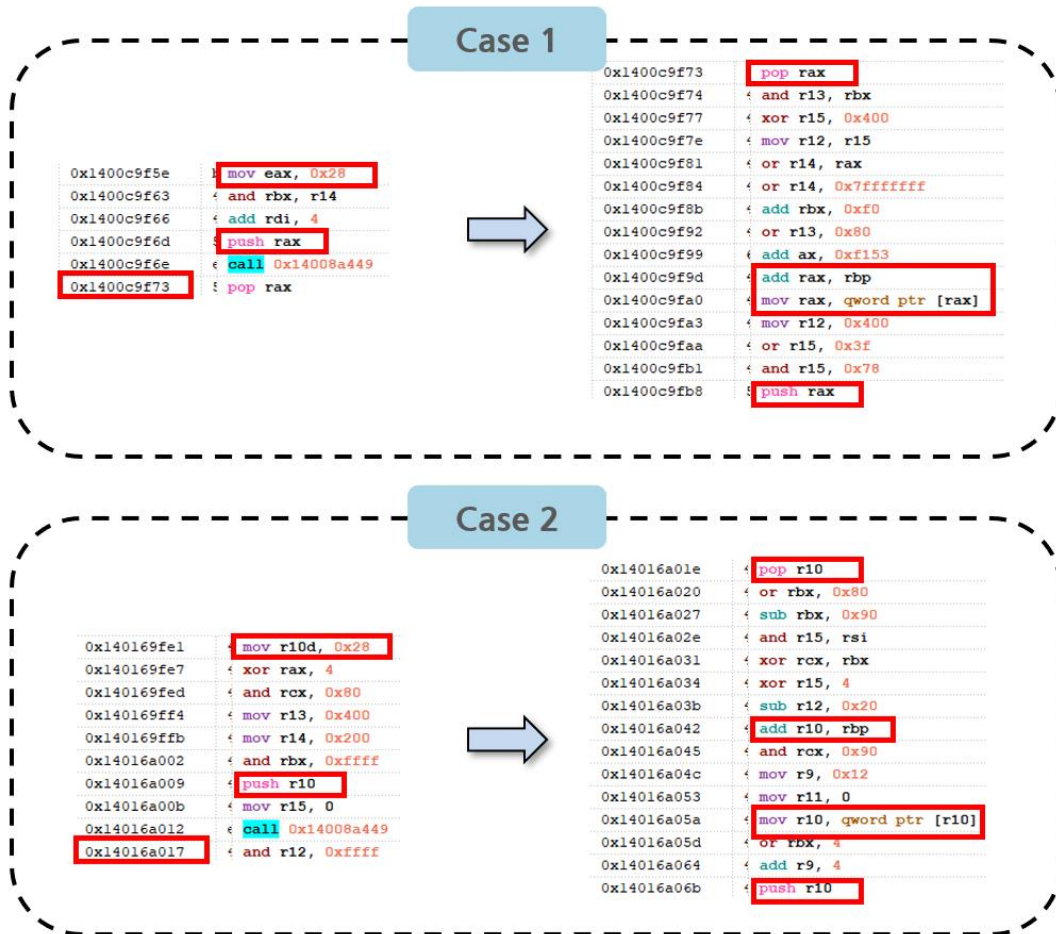 Case 1
0x1400c9f5e mov eax, 0x28
0x1400c9f63 and rbx, r14
0x1400c9f66 add rdi, 4
0x1400c9f6d push rax
0x1400c9f6e call 0x14008a449
0x1400c9f73 pop rax
0x1400c9f73 pop rax
0x1400c9f74 and r13, rbx
0x1400c9f77 xor r15, 0x400
0x1400c9f7e mov r12, r15
0x1400c9f81 or r14, rax
0x1400c9f84 or r14, 0x7fffffff
0x1400c9f8b add rbx, 0xf0
0x1400c9f92 or r13, 0x80
0x1400c9f99 add ax, 0xf153
0x1400c9f9d add rax, rbp
0x1400c9fa0 mov rax, qword ptr [rax]
0x1400c9fa3 mov r12, 0x400
0x1400c9faa or r15, 0x3f
0x1400c9fb1 and r15, 0x78
0x1400c9fb8 push rax
Case 2
0x140169fe1 mov r10d, 0x28
0x140169fe7 xor rax, 4
0x140169fed and rcx, 0x80
0x140169ff4 mov r13, 0x400
0x140169ffb mov r14, 0x200
0x14016a002 and rbx, 0xffff
0x14016a009 push r10
0x14016a00b mov r15, 0
0x14016a012 call 0x14008a449
0x14016a017 and r12, 0xffff
0x14016a01e pop r10
0x14016a020 or rbx, 0x80
0x14016a027 sub rbx, 0x90
0x14016a02e and r15, rsi
0x14016a031 xor rcx, rbx
0x14016a034 xor r15, 4
0x14016a03b sub r12, 0x20
0x14016a042 add r10, rbp
0x14016a045 and rcx, 0x90
0x14016a04c mov r9, 0x12
0x14016a053 mov r11, 0
0x14016a05a mov r10, qword ptr [r10]
0x14016a05d or rbx, 4
0x14016a064 add r9, 4
0x14016a06b push r10